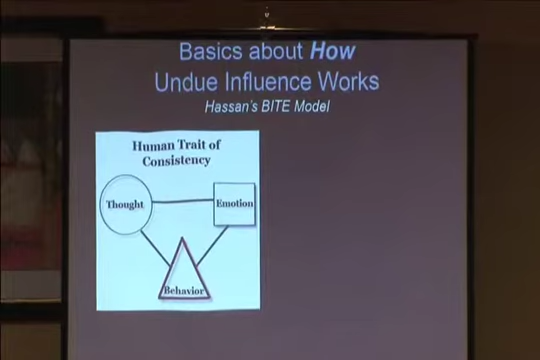 Basics about How
Undue Influence Works
Hassan's BITE Model
Human Trait of
Consistency
Thought
Emotion
Behavior